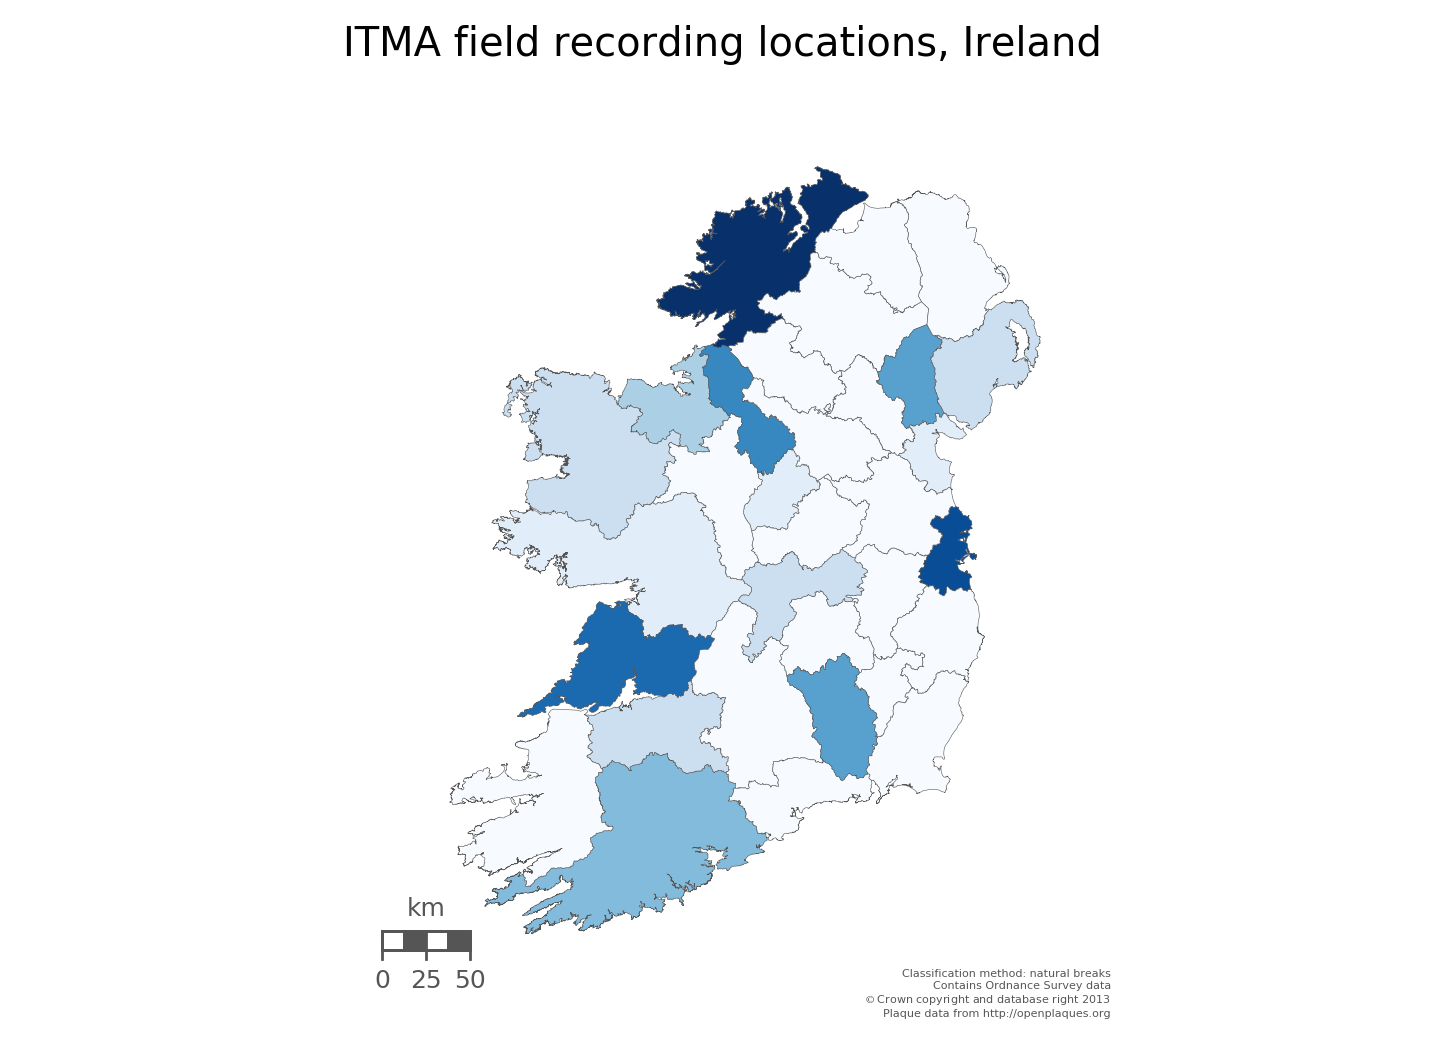 ITMA field recording locations, Ireland
km
0 25 50
Classification method: natural breaks
Contains Ordnance Survey data
© Crown copyright and database right 2013
Plaque data from http://openplaques.org